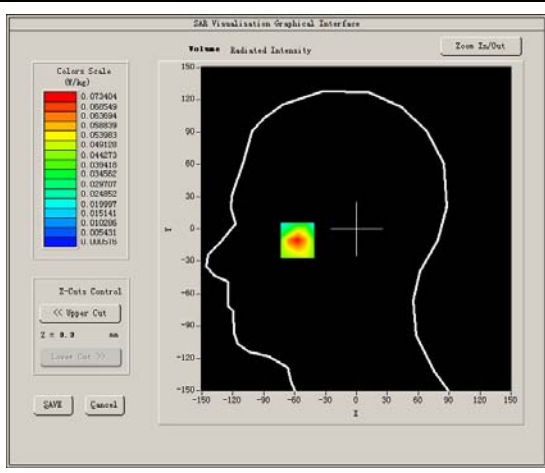 SAR Visualisation Graphical Interface
Volume Radiated Intensity
Zoom In/Out
Colors Scale
(W/kg)
0.073404
0.068549
0.063694
0.058839
0.053983
0.049128
0.044273
0.039418
0.034562
0.029707
0.024852
0.019997
0.015141
0.010286
0.005431
0.000576
Z-Cuts Control
<< Upper Cut
Z = 0.0 mm
Lower Cut >>
SAVE
Cancel
150
120
90
60
30
0
-30
-60
-90
-120
-150
Y
-150 -120 -90 -60 -30 0 30 60 90 120 150
X